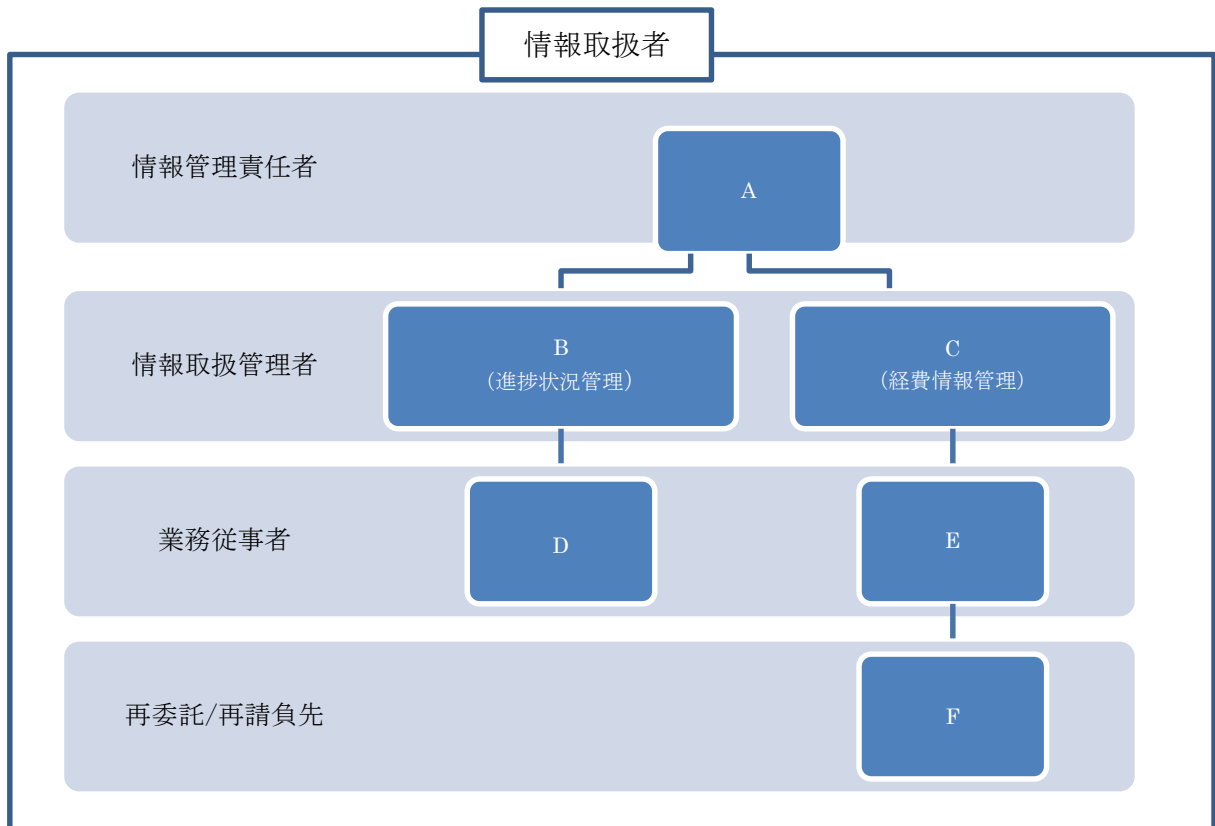 情報取扱者
情報管理責任者
A
情報取扱管理者
B
（進捗状況管理）
C
（経費情報管理）
業務従事者
D
E
再委託/再請負先
F